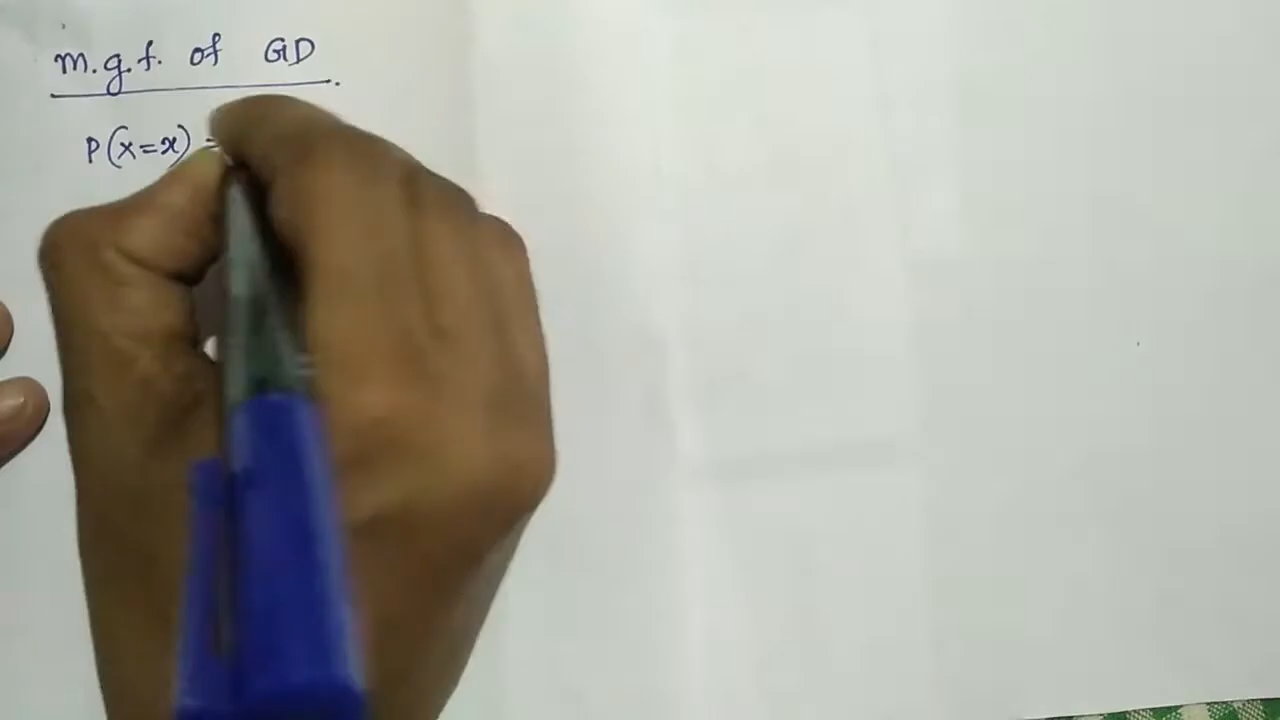 m.g.f. of GD
P(x=x) =